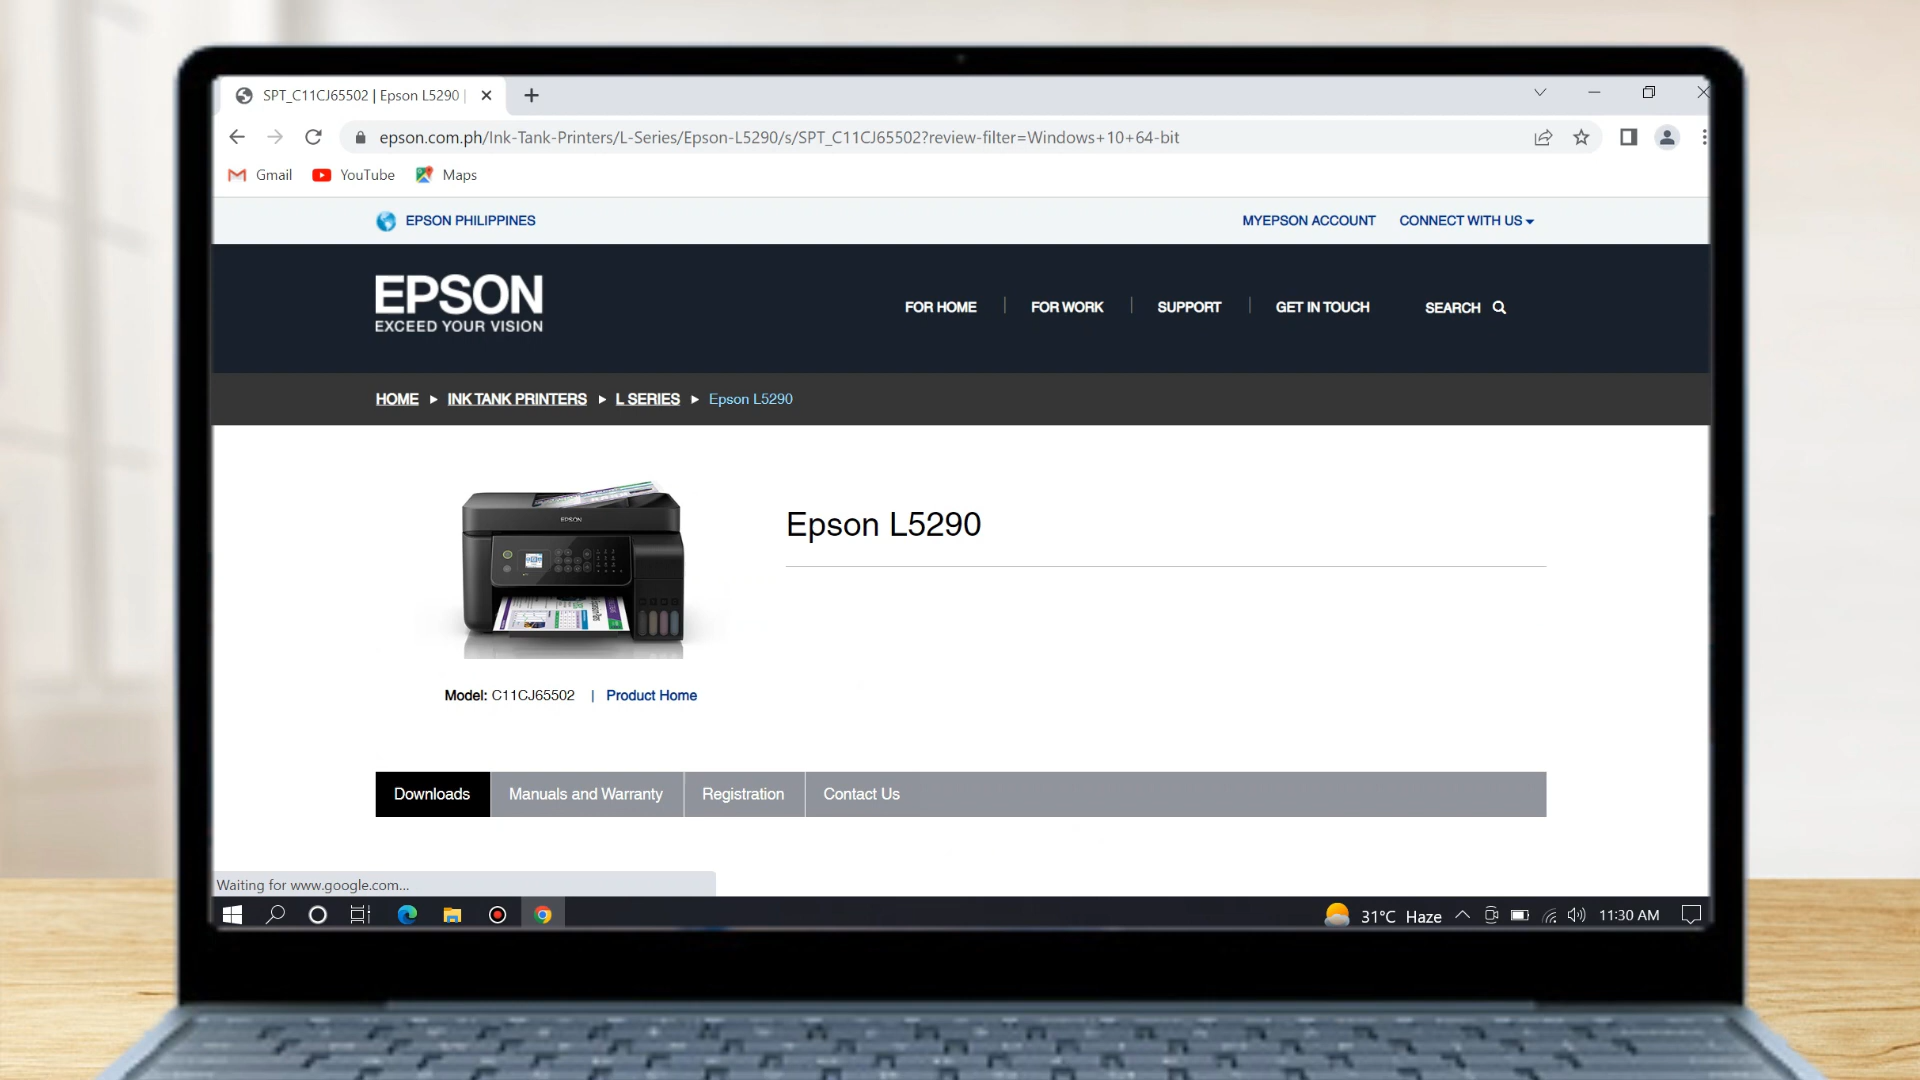 SPT_C11CJ65502 | Epson L5290 |
epson.com.ph/Ink-Tank-Printers/L-Series/Epson-L5290/s/SPT_C11CJ65502?review-filter=Windows+10+64-bit
Gmail YouTube Maps
EPSON PHILIPPINES MYEPSON ACCOUNT CONNECT WITH US
EPSON
EXCEED YOUR VISION
FOR HOME | FOR WORK | SUPPORT | GET IN TOUCH SEARCH
HOME INK TANK PRINTERS L SERIES Epson L5290
EPSON
Epson L5290
Model: C11CJ65502 | Product Home
Downloads Manuals and Warranty Registration Contact Us
Waiting for www.google.com...
31°C Haze 11:30 AM